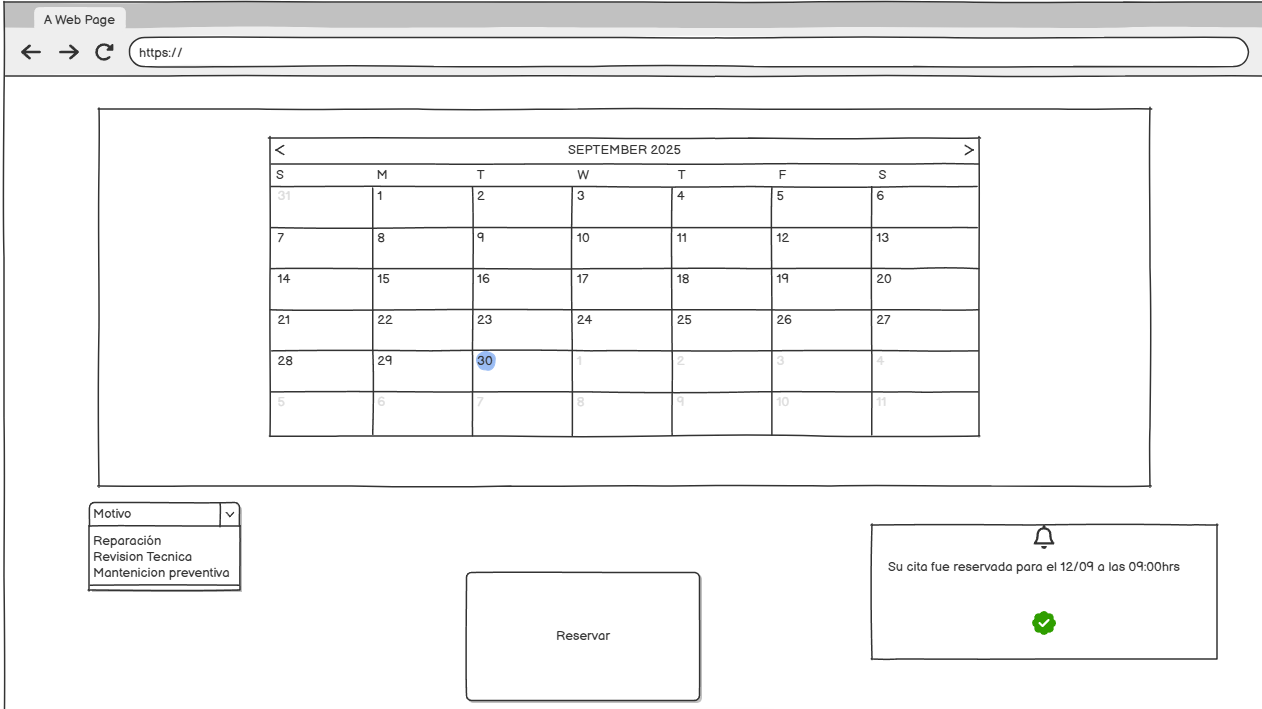 A Web Page
https://
SEPTEMBER 2025
S M T W T F S
31 1 2 3 4 5 6
7 8 9 10 11 12 13
14 15 16 17 18 19 20
21 22 23 24 25 26 27
28 29 30 1 2 3 4
5 6 7 8 9 10 11
Motivo
Reparación
Revision Tecnica
Mantenicion preventiva
Reservar
Su cita fue reservada para el 12/09 a las 09:00hrs